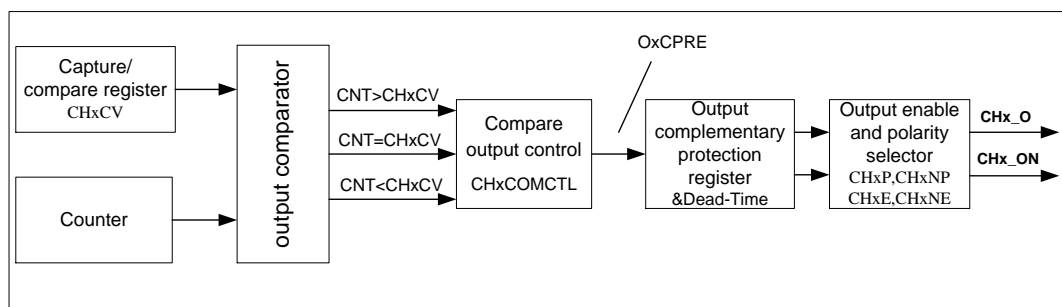 OxCPRE
Capture/
compare register
CHxCV
Counter
output comparator
CNT>CHxCV
CNT=CHxCV
CNT<CHxCV
Compare
output control
CHxCOMCTL
Output
complementary
protection
register
&Dead-Time
Output enable
and polarity
selector
CHxP,CHxNP
CHxE,CHxNE
CHx_O
CHx_ON